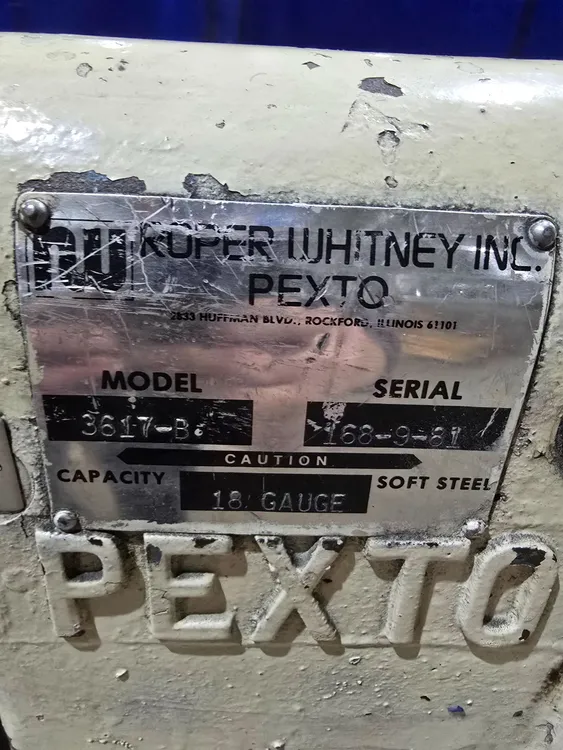 ROPER WHITNEY INC.
PEXTO
2833 HUFFMAN BLVD., ROCKFORD, ILLINOIS 61101
MODEL SERIAL
3617-B 168-9-81
CAUTION
CAPACITY 18 GAUGE SOFT STEEL
PEXTO